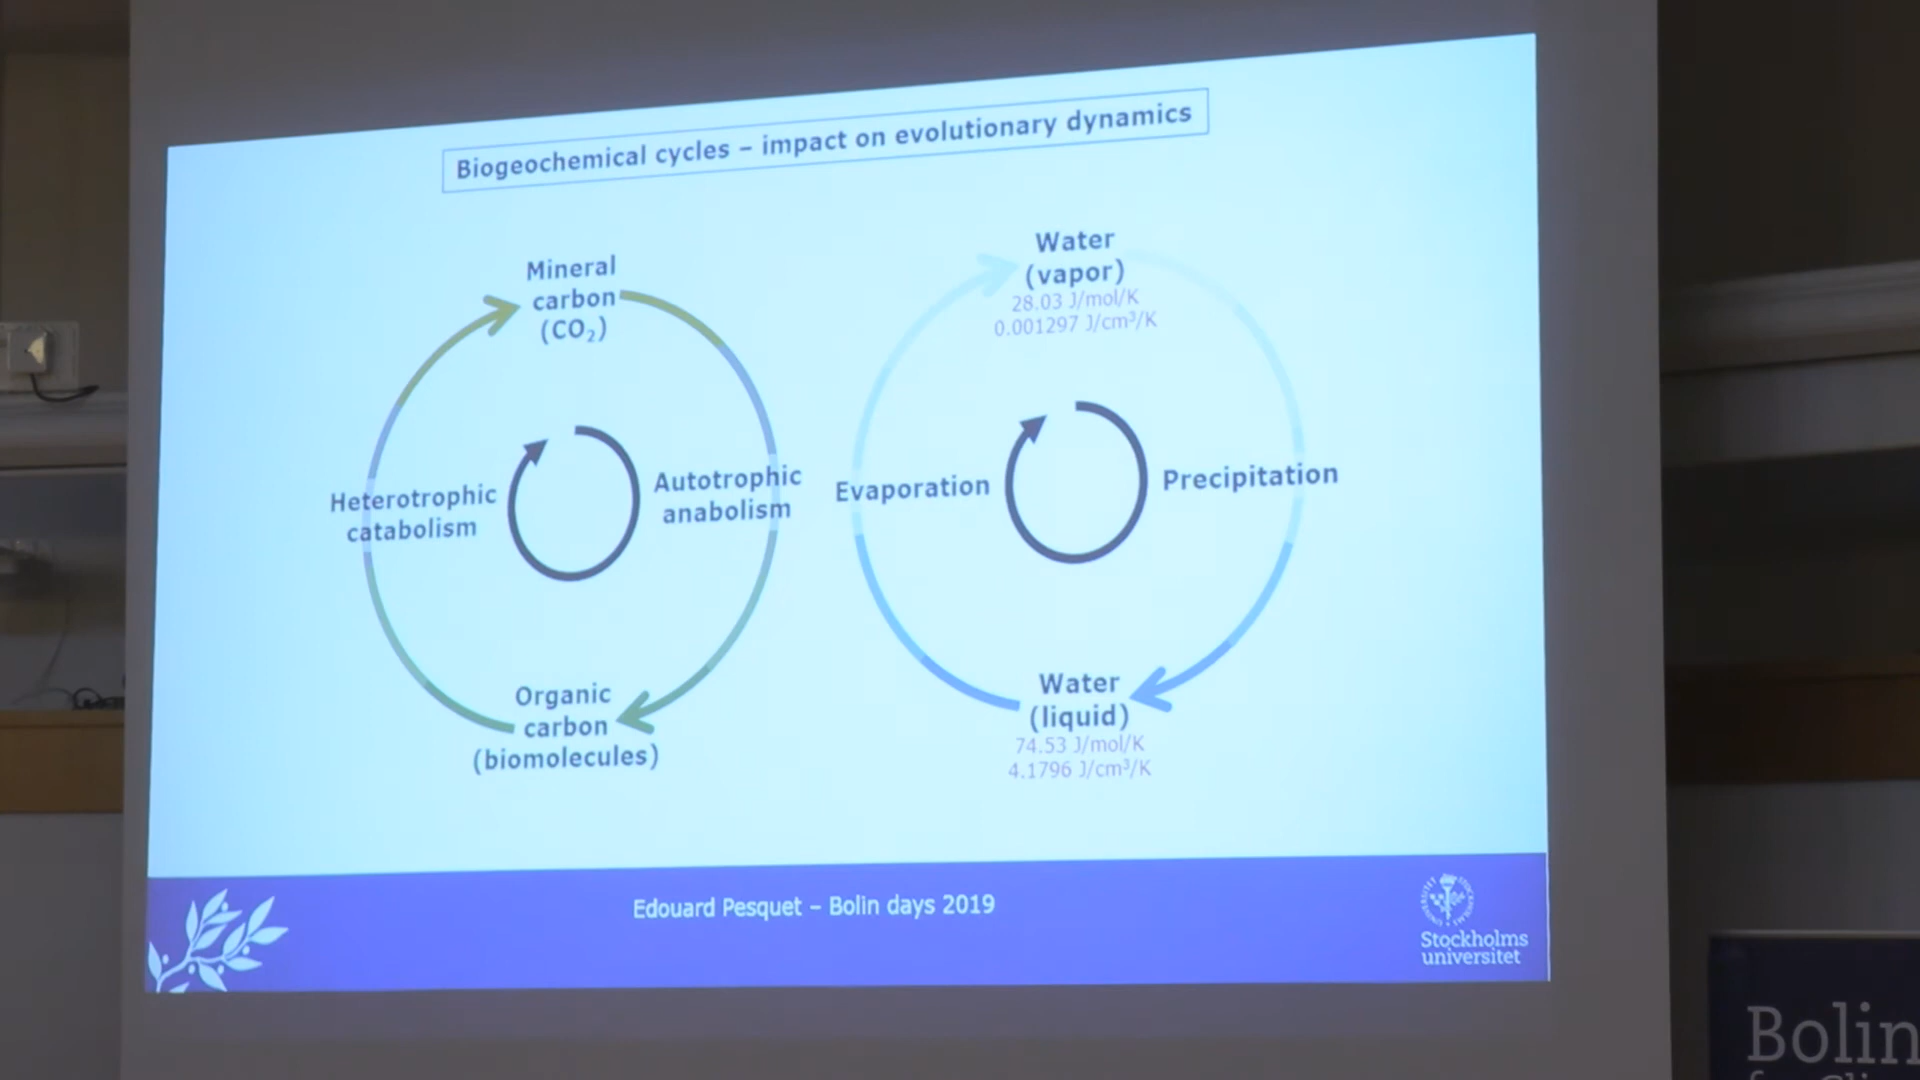 Biogeochemical cycles – impact on evolutionary dynamics
Mineral
carbon
(CO₂)
Heterotrophic
catabolism
Autotrophic
anabolism
Organic
carbon
(biomolecules)
Water
(vapor)
28.03 J/mol/K
0.001297 J/cm³/K
Evaporation
Precipitation
Water
(liquid)
74.53 J/mol/K
4.1796 J/cm³/K
Edouard Pesquet – Bolin days 2019
Stockholms
universitet
Bolin